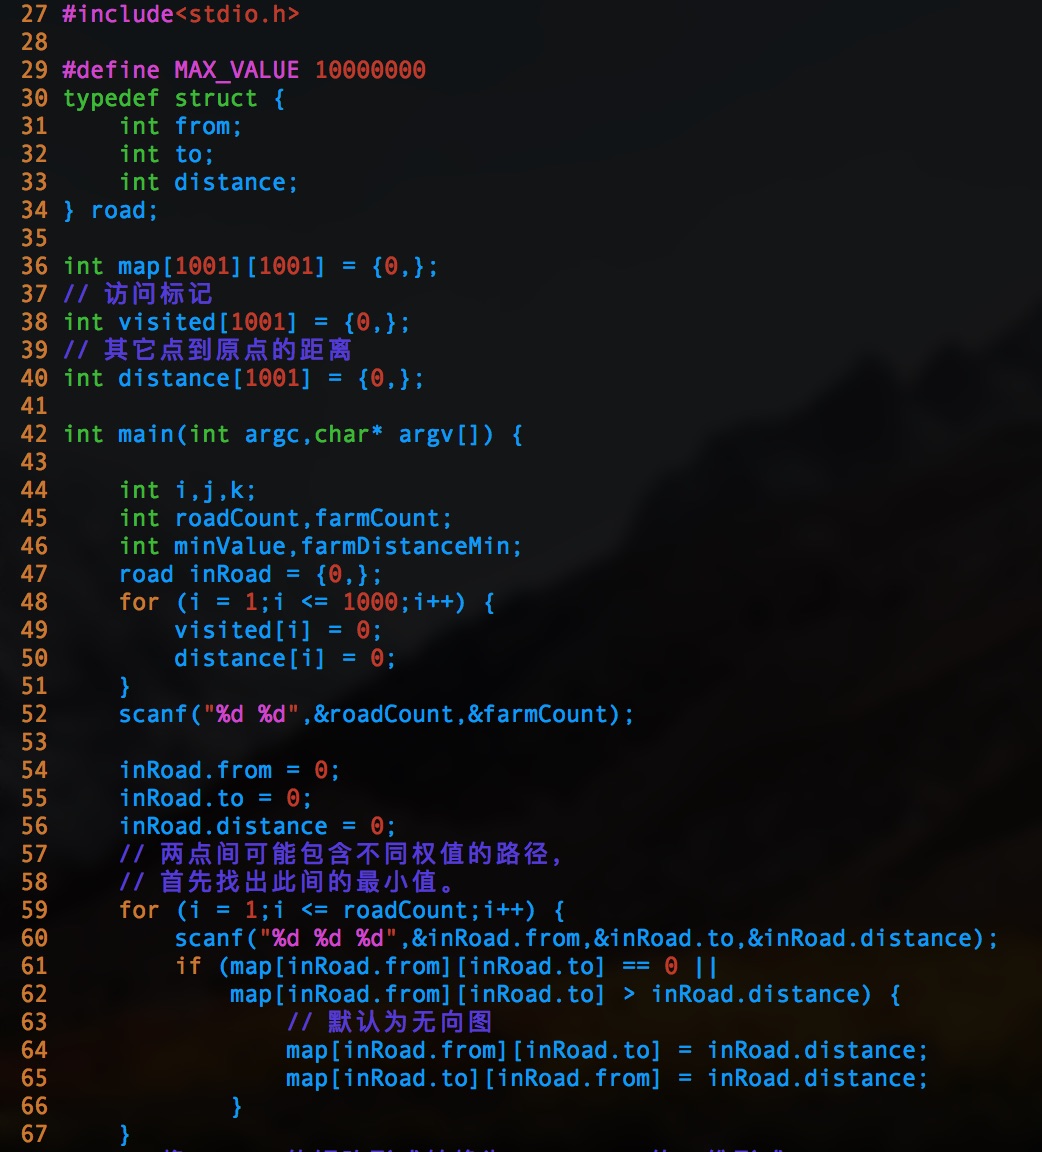 27 #include<stdio.h>
28
29 #define MAX_VALUE 10000000
30 typedef struct {
31     int from;
32     int to;
33     int distance;
34 } road;
35
36 int map[1001][1001] = {0,};
37 // 访问标记
38 int visited[1001] = {0,};
39 // 其它点到原点的距离
40 int distance[1001] = {0,};
41
42 int main(int argc,char* argv[]) {
43
44     int i,j,k;
45     int roadCount,farmCount;
46     int minValue,farmDistanceMin;
47     road inRoad = {0,};
48     for (i = 1;i <= 1000;i++) {
49         visited[i] = 0;
50         distance[i] = 0;
51     }
52     scanf("%d %d",&roadCount,&farmCount);
53
54     inRoad.from = 0;
55     inRoad.to = 0;
56     inRoad.distance = 0;
57     // 两点间可能包含不同权值的路径,
58     // 首先找出此间的最小值。
59     for (i = 1;i <= roadCount;i++) {
60         scanf("%d %d %d",&inRoad.from,&inRoad.to,&inRoad.distance);
61         if (map[inRoad.from][inRoad.to] == 0 ||
62             map[inRoad.from][inRoad.to] > inRoad.distance) {
63                 // 默认为无向图
64                 map[inRoad.from][inRoad.to] = inRoad.distance;
65                 map[inRoad.to][inRoad.from] = inRoad.distance;
66             }
67     }